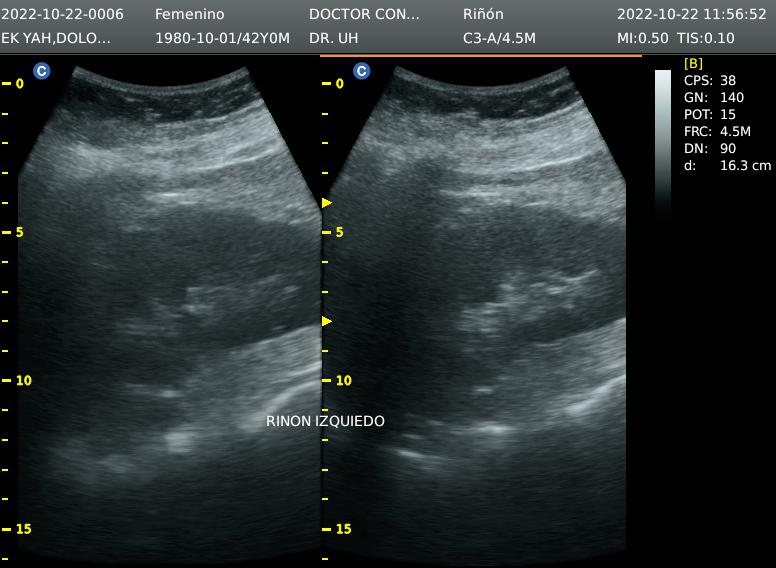 2022-10-22-0006 Femenino DOCTOR CON... Riñón 2022-10-22 11:56:52
EK YAH,DOLO... 1980-10-01/42Y0M DR. UH C3-A/4.5M MI:0.50 TIS:0.10
C
C
[B]
CPS: 38
GN: 140
POT: 15
FRC: 4.5M
DN: 90
d: 16.3 cm
0
5
10
15
0
5
10
15
RINON IZQUIEDO